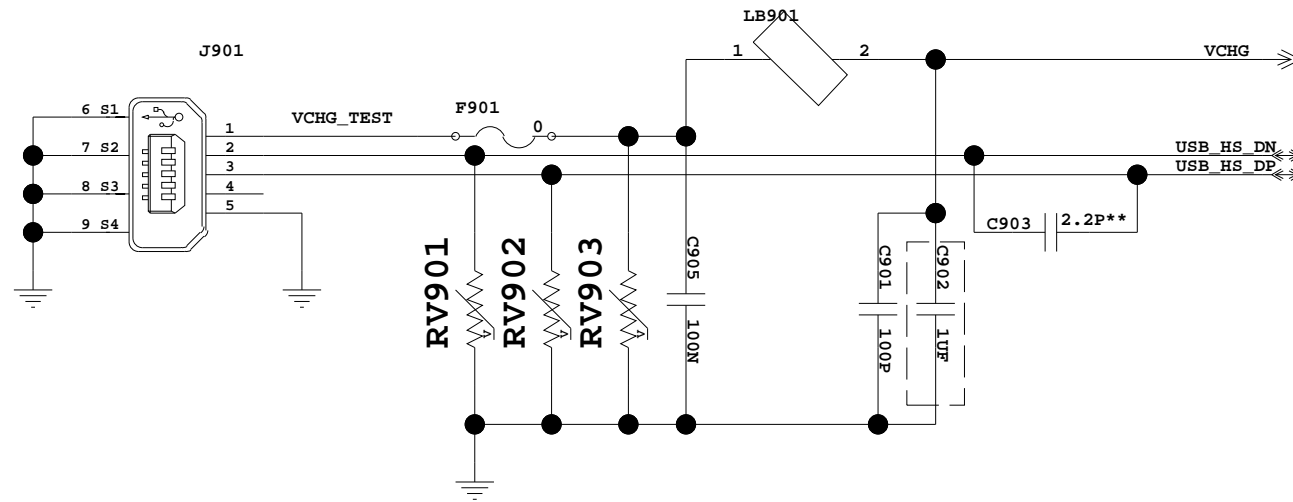 LB901
J901
1
2
VCHG
6 S1
VCHG_TEST
F901
0
1
7 S2
2
USB_HS_DN
3
USB_HS_DP
8 S3
4
9 S4
5
C903
2.2P**
RV901
RV902
RV903
C905
100N
C901
100P
C902
1UF